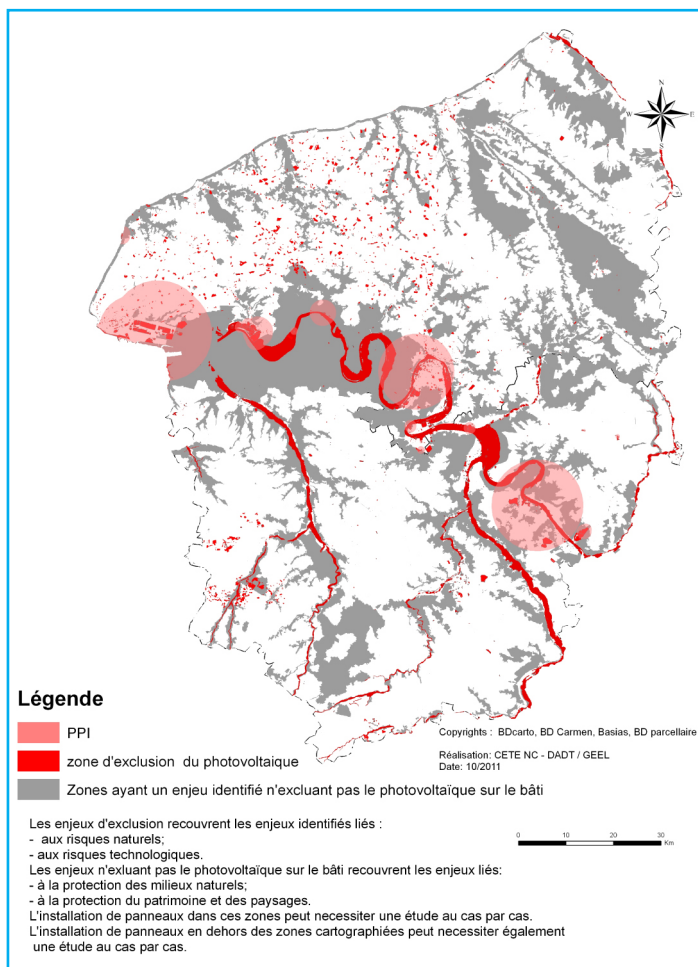 N
W
E
S
Légende
PPI
zone d'exclusion du photovoltaique
Zones ayant un enjeu identifié n'excluant pas le photovoltaïque sur le bâti
Copyrights : BDcarto, BD Carmen, Basias, BD parcellaire
Réalisation: CETE NC - DADT / GEEL
Date: 10/2011
Les enjeux d'exclusion recouvrent les enjeux identifiés liés :
- aux risques naturels;
- aux risques technologiques.
Les enjeux n'exluant pas le photovoltaïque sur le bâti recouvrent les enjeux liés:
- à la protection des milieux naturels;
- à la protection du patrimoine et des paysages.
L'installation de panneaux dans ces zones peut necessiter une étude au cas par cas.
L'installation de panneaux en dehors des zones cartographiées peut necessiter également
une étude au cas par cas.
0 10 20 30
Km